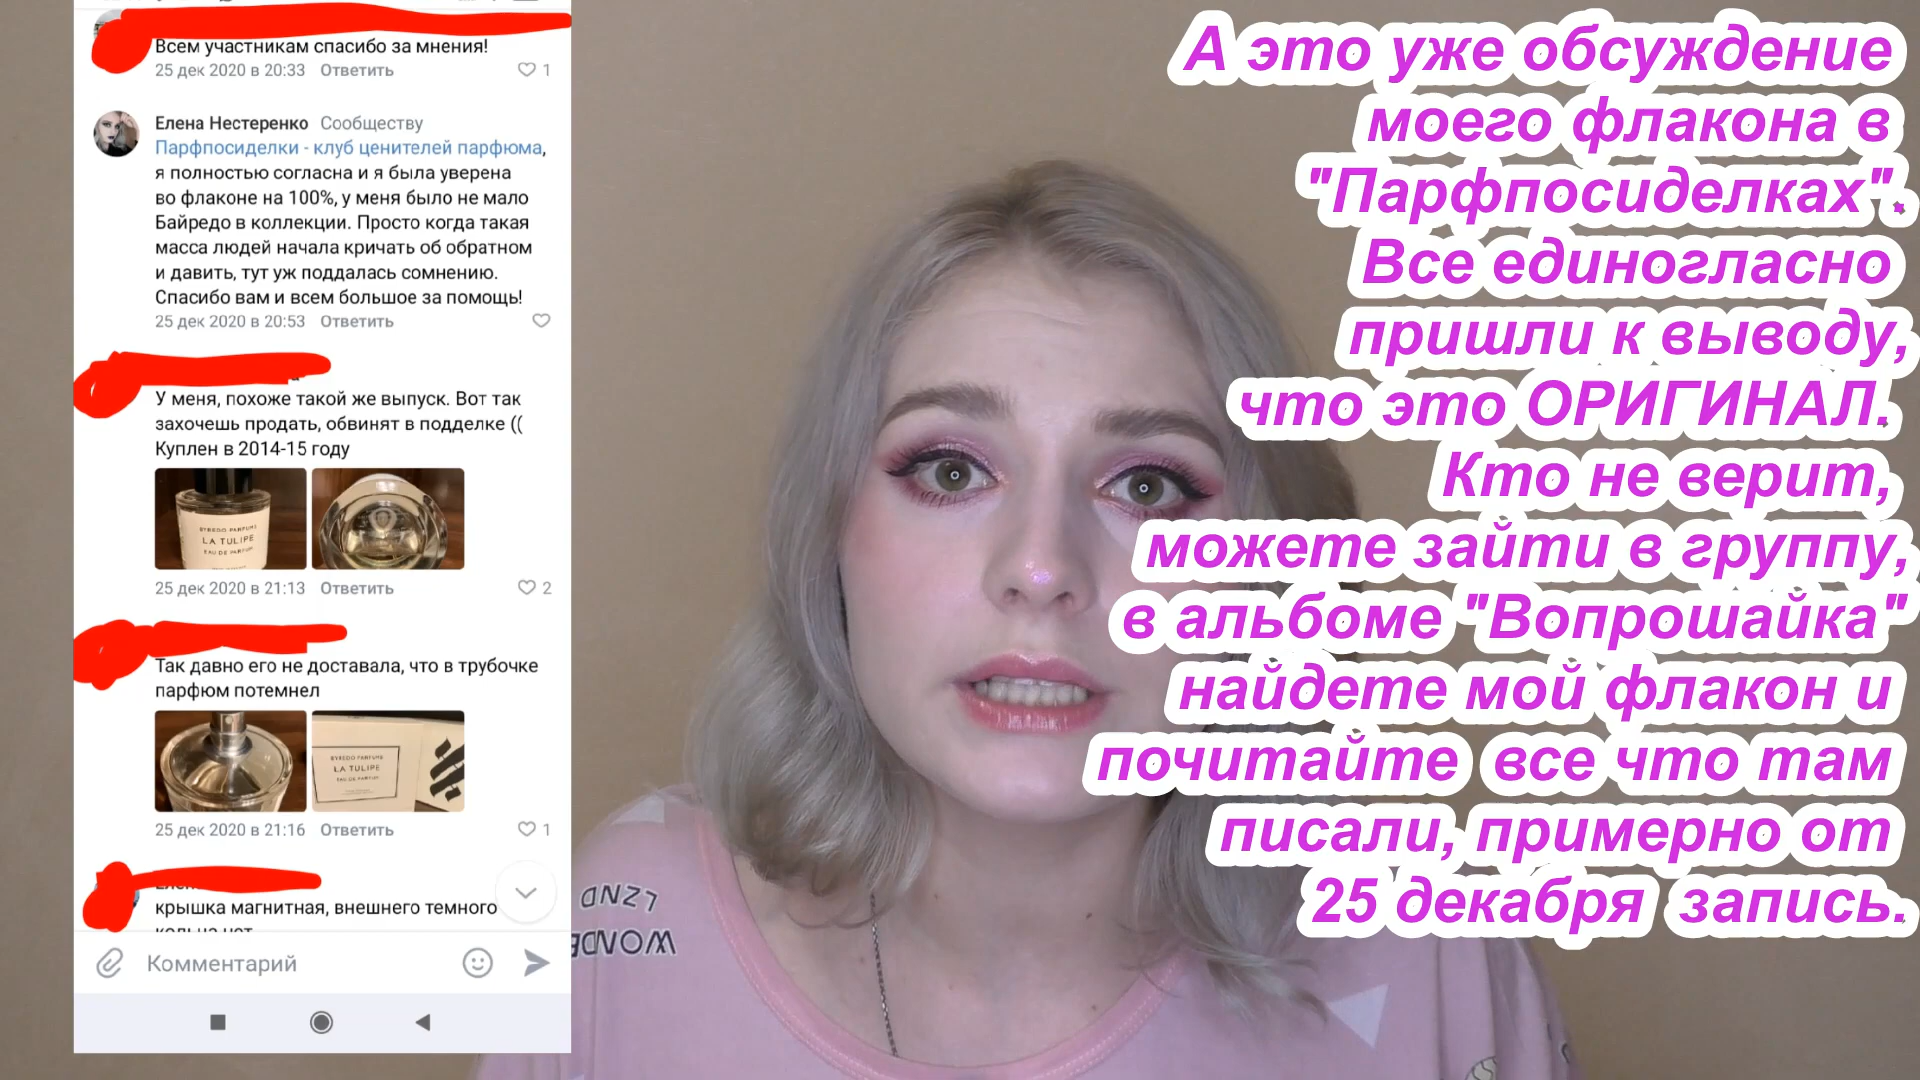 Всем участникам спасибо за мнения!
25 дек 2020 в 20:33 Ответить 1
Елена Нестеренко Сообществу
Парфпосиделки - клуб ценителей парфюма,
я полностью согласна и я была уверена
во флаконе на 100%, у меня было не мало
Байредо в коллекции. Просто когда такая
масса людей начала кричать об обратном
и давить, тут уж поддалась сомнению.
Спасибо вам и всем большое за помощь!
25 дек 2020 в 20:53 Ответить
У меня, похоже такой же выпуск. Вот так
захочешь продать, обвинят в подделке ((
Куплен в 2014-15 году
BYREDO PARFUMS
LA TULIPE
EAU DE PARFUM
25 дек 2020 в 21:13 Ответить 2
Так давно его не доставала, что в трубочке
парфюм потемнел
BYREDO PARFUMS
LA TULIPE
EAU DE PARFUM
25 дек 2020 в 21:16 Ответить 1
крышка магнитная, внешнего темного
кольца нет
Комментарий
А это уже обсуждение
моего флакона в
"Парфпосиделках".
Все единогласно
пришли к выводу,
что это ОРИГИНАЛ.
Кто не верит,
можете зайти в группу,
в альбоме "Вопрошайка"
найдете мой флакон и
почитайте все что там
писали, примерно от
25 декабря запись.